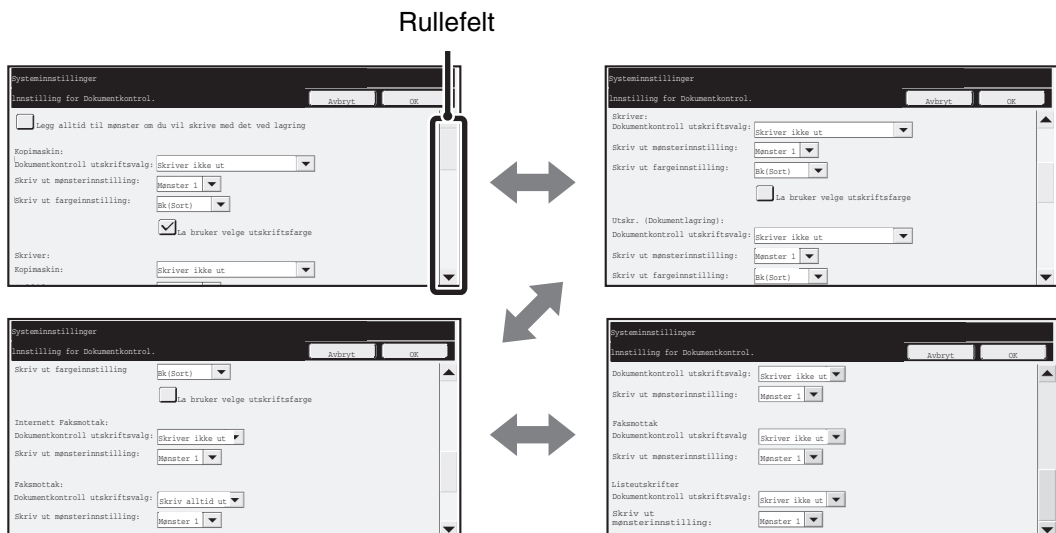 Rullefelt
Systeminnstillinger
Innstilling for Dokumentkontrol.
Avbryt
OK
Legg alltid til mønster om du vil skrive med det ved lagring
Kopimaskin:
Dokumentkontroll utskriftsvalg: Skriver ikke ut
Skriv ut mønsterinnstilling: Mønster 1
Skriv ut fargeinnstilling: Bk(Sort)
La bruker velge utskriftsfarge
Skriver:
Kopimaskin: Skriver ikke ut
Systeminnstillinger
Innstilling for Dokumentkontrol.
Avbryt
OK
Skriver:
Dokumentkontroll utskriftsvalg: Skriver ikke ut
Skriv ut mønsterinnstilling: Mønster 1
Skriv ut fargeinnstilling: Bk(Sort)
La bruker velge utskriftsfarge
Utskr. (Dokumentlagring):
Dokumentkontroll utskriftsvalg: Skriver ikke ut
Skriv ut mønsterinnstilling: Mønster 1
Skriv ut fargeinnstilling: Bk(Sort)
Systeminnstillinger
Innstilling for Dokumentkontrol.
Avbryt
OK
Skriv ut fargeinnstilling Bk(Sort)
La bruker velge utskriftsfarge
Internett Faksmottak:
Dokumentkontroll utskriftsvalg: Skriver ikke ut
Skriv ut mønsterinnstilling: Mønster 1
Faksmottak:
Dokumentkontroll utskriftsvalg: Skriv alltid ut
Skriv ut mønsterinnstilling: Mønster 1
Systeminnstillinger
Innstilling for Dokumentkontrol.
Avbryt
OK
Dokumentkontroll utskriftsvalg: Skriver ikke ut
Skriv ut mønsterinnstilling: Mønster 1
Faksmottak
Dokumentkontroll utskriftsvalg Skriver ikke ut
Skriv ut mønsterinnstilling: Mønster 1
Listeutskrifter
Dokumentkontroll utskriftsvalg: Skriver ikke ut
Skriv ut
mønsterinnstilling: Mønster 1